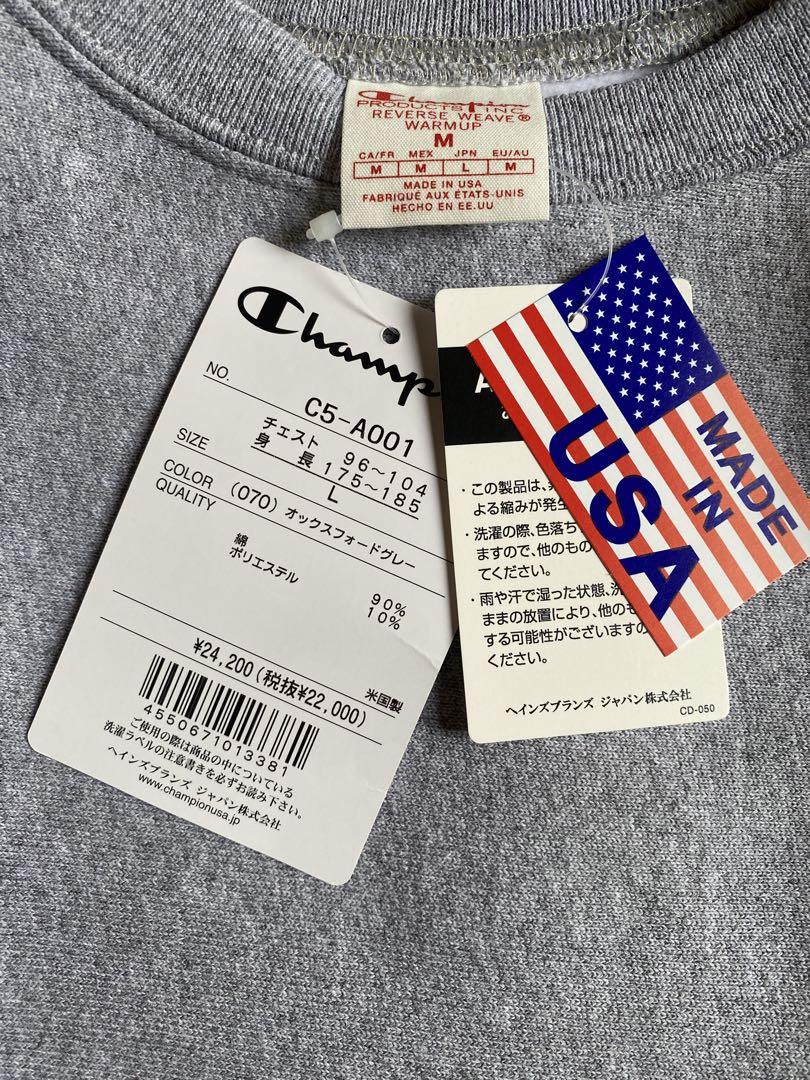 Champion
PRODUCTS INC
REVERSE WEAVE®
WARMUP
M
CA/FR MEX JPN EU/AU
M M L M
MADE IN USA
FABRIQUÉ AUX ÉTATS-UNIS
HECHO EN EE.UU
Champ
NO. C5-A001
SIZE チェスト 96～104
身長 175～185
L
COLOR (070) オックスフォードグレー
QUALITY
綿 90%
ポリエステル 10%
¥24,200(税抜¥22,000)
米国製
4550671013381
ご使用の際は商品の中についている
洗濯ラベルの注意書きを必ずお読み下さい。
ヘインズブランズ ジャパン株式会社
www.championusa.jp
・この製品は、
よる縮みが発生
・洗濯の際、色落ち
ますので、他のもの
てください。
・雨や汗で湿った状態、洗
ままの放置により、他のも
する可能性がございますの
ください。
ヘインズブランズ ジャパン株式会社
CD-050
MADE
IN
USA